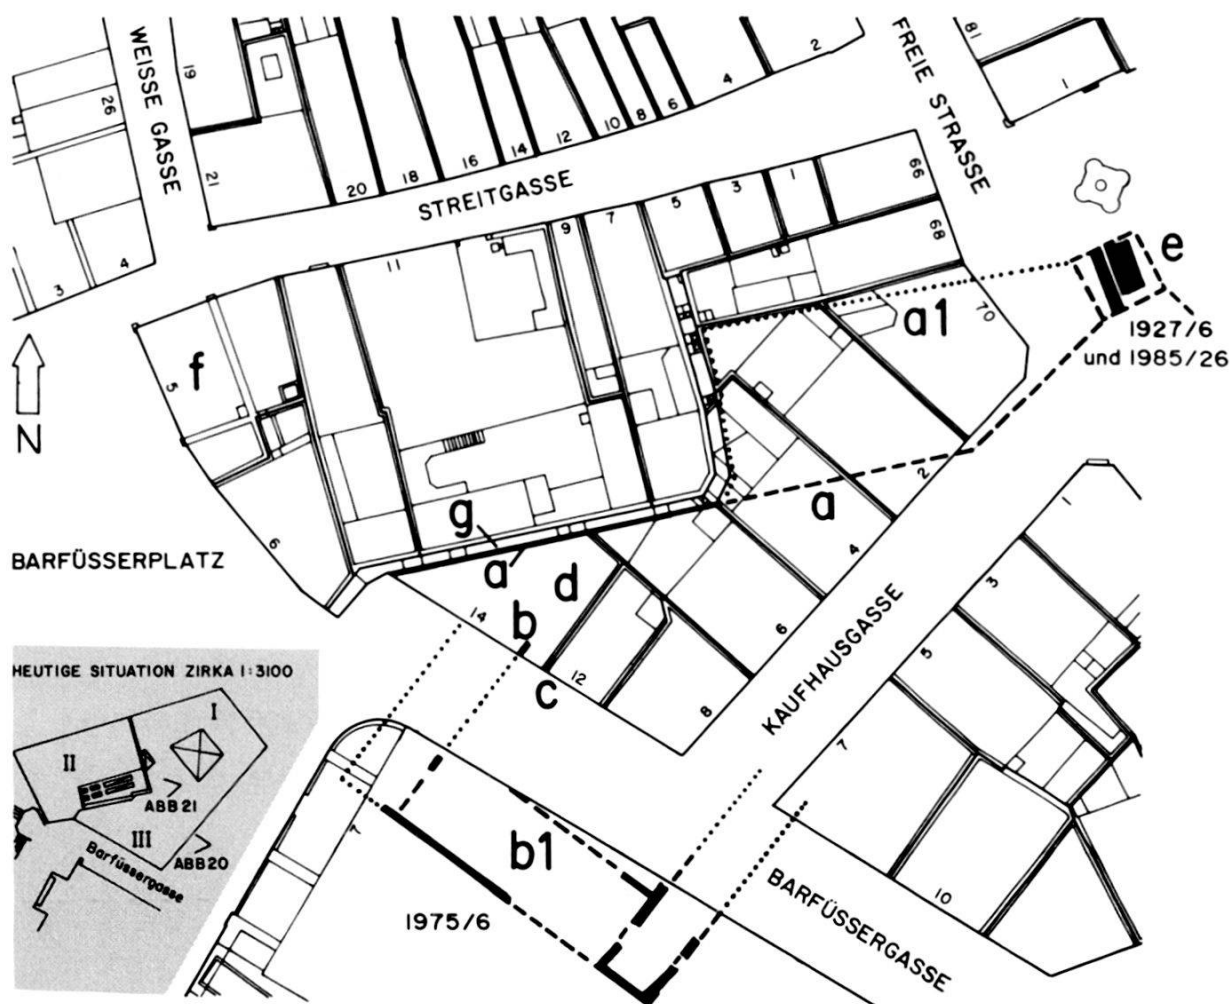 WEISSE GASSE
FREIE STRASSE
STREITGASSE
19
26
21
20
18
16
14
12
10
8
6
4
2
81
1
3
4
11
9
7
5
3
1
66
68
70
f
5
6
a1
e
1927/6
und 1985/26
N
BARFÜSSERPLATZ
g
a
d
a
b
c
14
12
8
6
4
2
KAUFHAUSGASSE
1
3
5
7
10
HEUTIGE SITUATION ZIRKA 1:3100
I
II
III
ABB 21
ABB 20
Barfüssergasse
7
b1
1975/6
BARFÜSSERGASSE